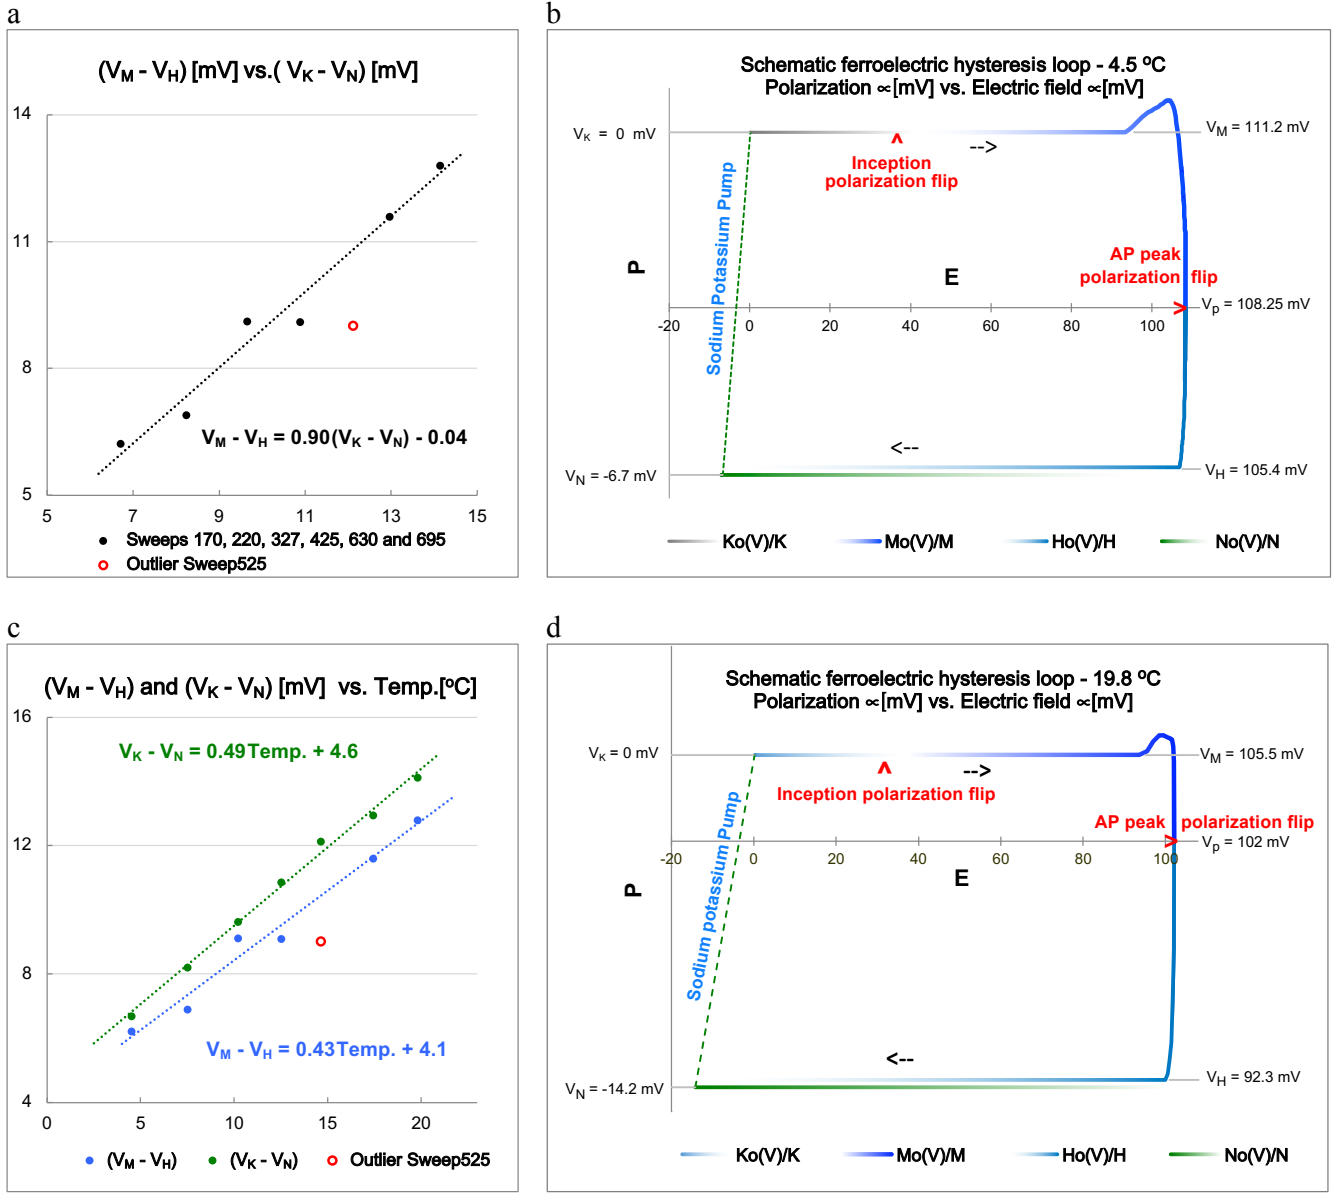 a
(VM - VH) [mV] vs.( VK - VN) [mV]
14
11
8
5
5 7 9 11 13 15
VM - VH = 0.90(VK - VN) - 0.04
Sweeps 170, 220, 327, 425, 630 and 695
Outlier Sweep525
b
Schematic ferroelectric hysteresis loop - 4.5 ºC
Polarization ∝[mV] vs. Electric field ∝[mV]
VK = 0 mV
VM = 111.2 mV
^
-->
Inception
polarization flip
Sodium Potassium Pump
P
E
AP peak
polarization flip
>
Vp = 108.25 mV
-20 0 20 40 60 80 100
<--
VN = -6.7 mV
VH = 105.4 mV
Ko(V)/K Mo(V)/M Ho(V)/H No(V)/N
c
(VM - VH) and (VK - VN) [mV] vs. Temp.[ºC]
16
12
8
4
VK - VN = 0.49Temp. + 4.6
VM - VH = 0.43Temp. + 4.1
0 5 10 15 20
(VM - VH) (VK - VN) Outlier Sweep525
d
Schematic ferroelectric hysteresis loop - 19.8 ºC
Polarization ∝[mV] vs. Electric field ∝[mV]
VK = 0 mV
VM = 105.5 mV
^
-->
Inception polarization flip
Sodium potassium Pump
AP peak polarization flip
>
Vp = 102 mV
-20 0 20 40 60 80 100
P
E
<--
VN = -14.2 mV
VH = 92.3 mV
Ko(V)/K Mo(V)/M Ho(V)/H No(V)/N